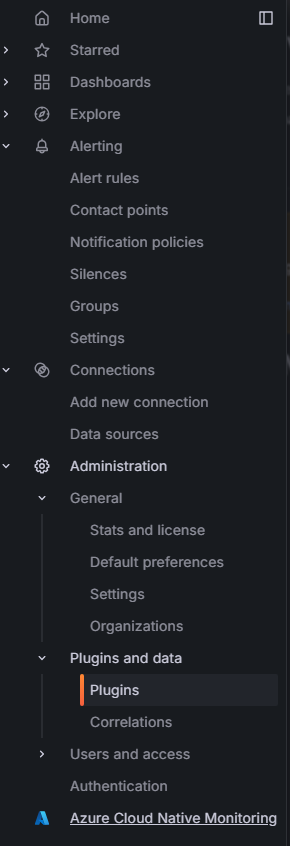 Home
Starred
Dashboards
Explore
Alerting
Alert rules
Contact points
Notification policies
Silences
Groups
Settings
Connections
Add new connection
Data sources
Administration
General
Stats and license
Default preferences
Settings
Organizations
Plugins and data
Plugins
Correlations
Users and access
Authentication
Azure Cloud Native Monitoring